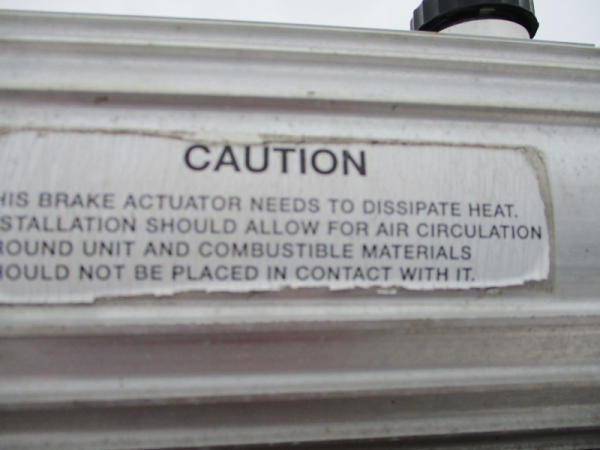 CAUTION
HIS BRAKE ACTUATOR NEEDS TO DISSIPATE HEAT.
NSTALLATION SHOULD ALLOW FOR AIR CIRCULATION
ROUND UNIT AND COMBUSTIBLE MATERIALS
HOULD NOT BE PLACED IN CONTACT WITH IT.